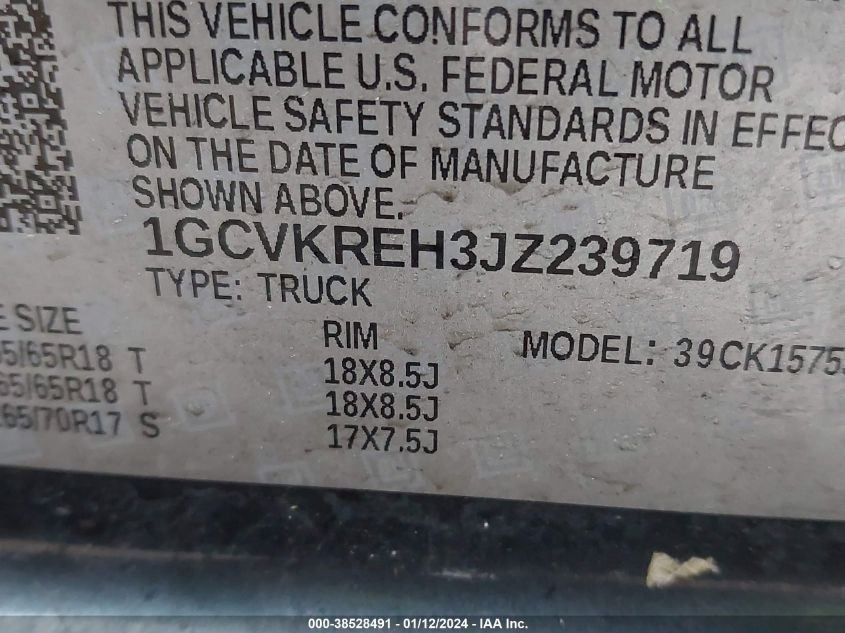 THIS VEHICLE CONFORMS TO ALL
APPLICABLE U.S. FEDERAL MOTOR
VEHICLE SAFETY STANDARDS IN EFFEC
ON THE DATE OF MANUFACTURE
SHOWN ABOVE.
1GCVKREH3JZ239719
TYPE: TRUCK
E SIZE RIM MODEL: 39CK1575
65/65R18 T 18X8.5J
65/65R18 T 18X8.5J
265/70R17 S 17X7.5J
000-38528491 - 01/12/2024 - IAA Inc.